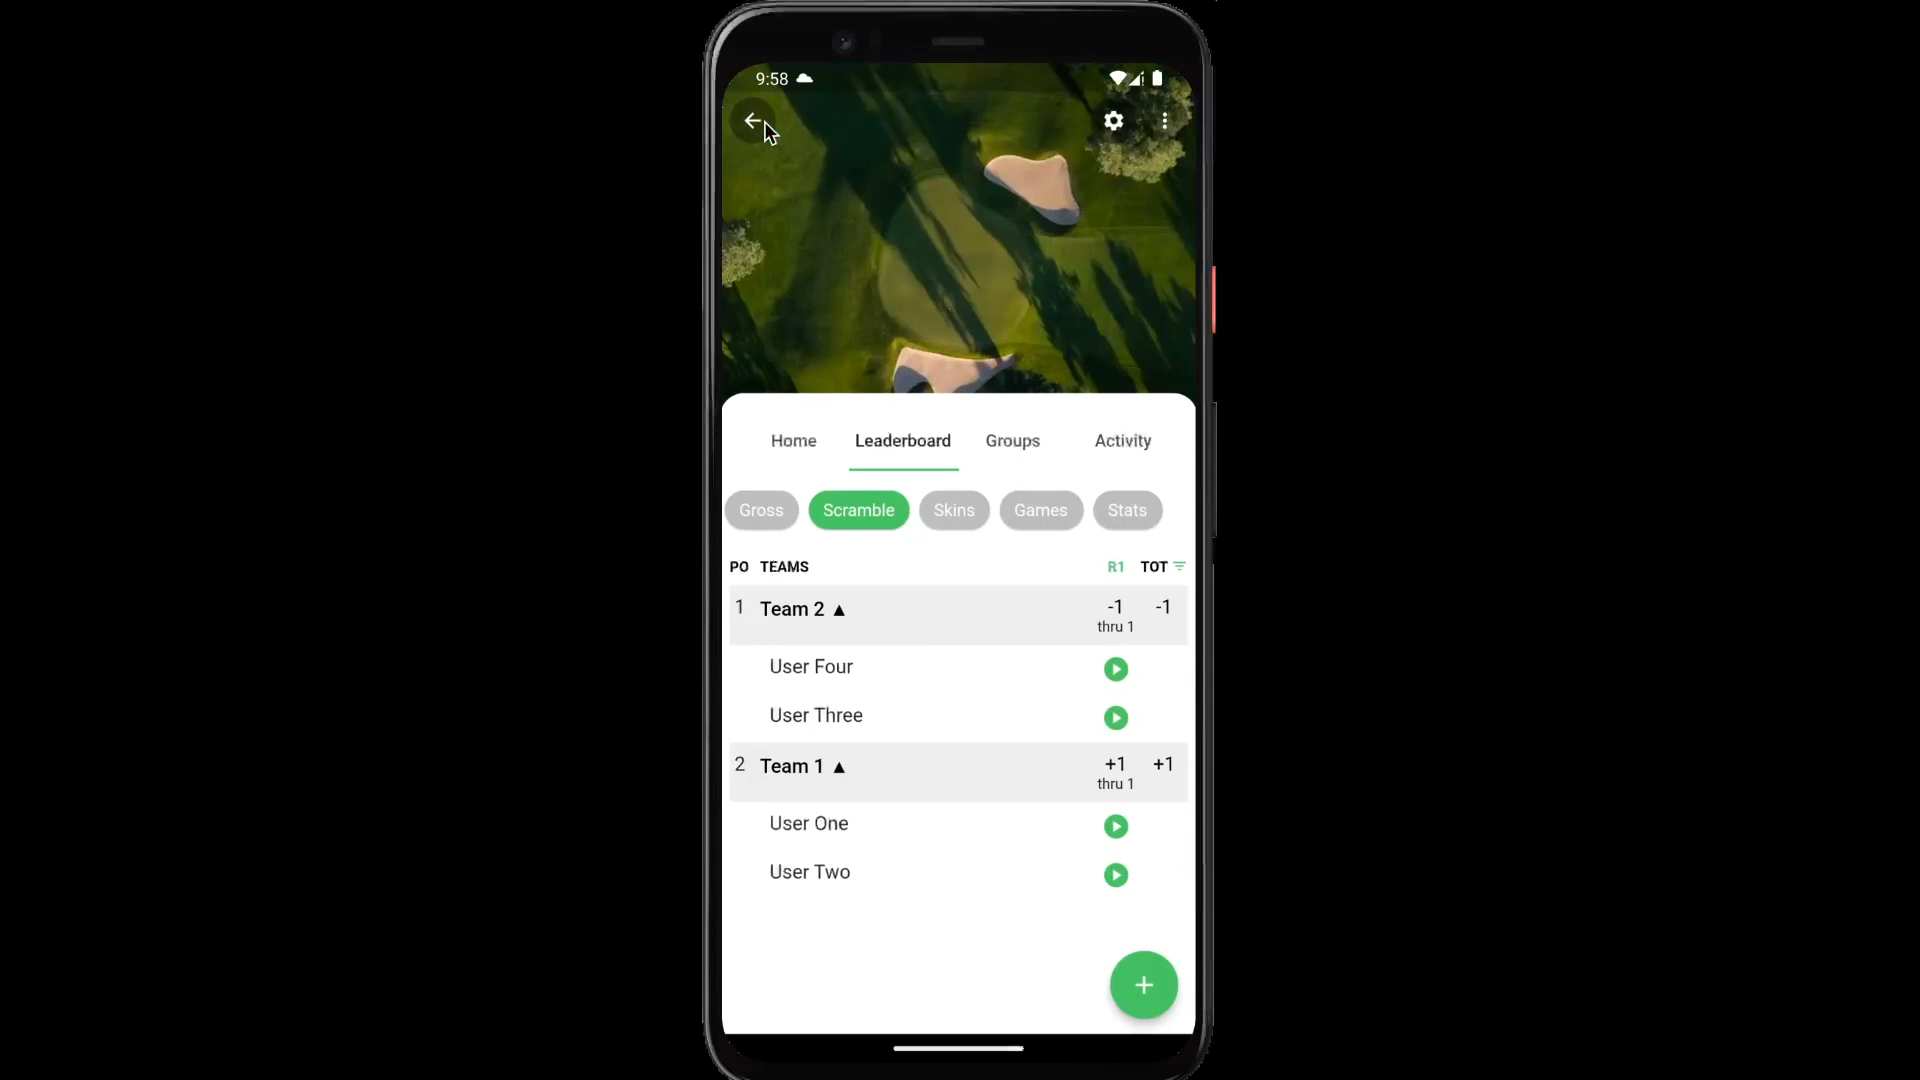 9:58
Home Leaderboard Groups Activity
Gross Scramble Skins Games Stats
PO TEAMS R1 TOT
1 Team 2 ▲ -1 -1
thru 1
User Four
User Three
2 Team 1 ▲ +1 +1
thru 1
User One
User Two
+